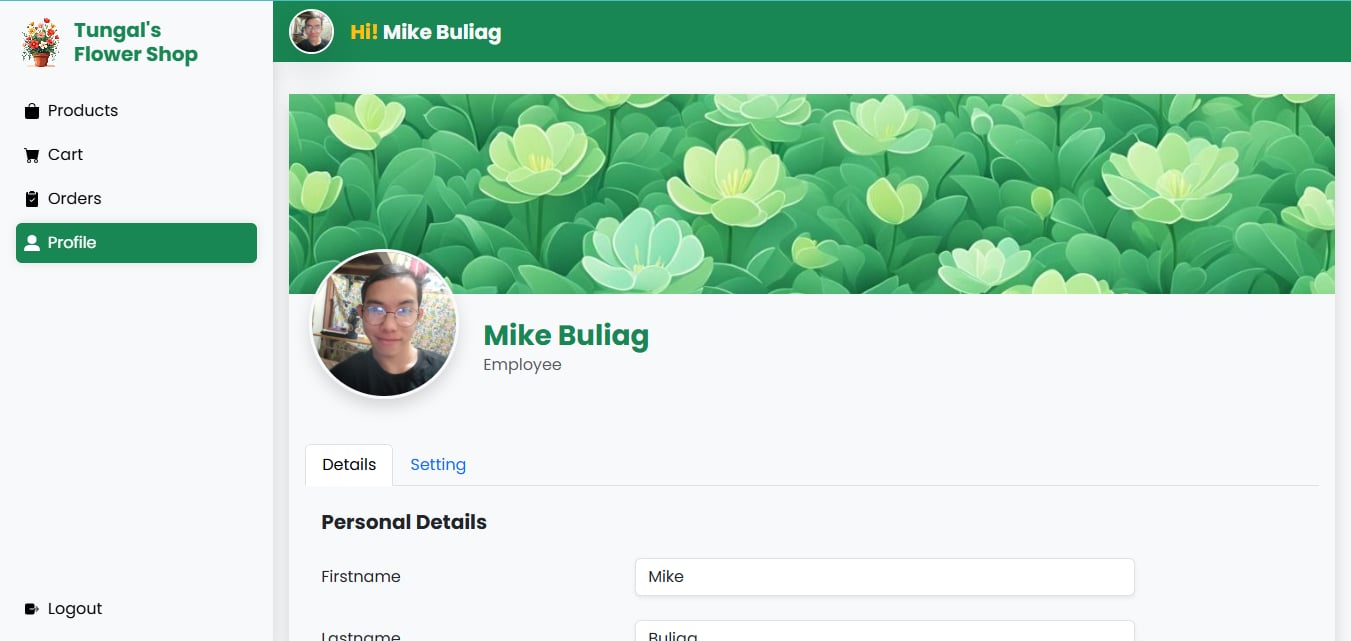 Tungal's
Flower Shop
Hi! Mike Buliag
Products
Cart
Orders
Profile
Logout
Mike Buliag
Employee
Details Setting
Personal Details
Firstname Mike
Lastname Buliag